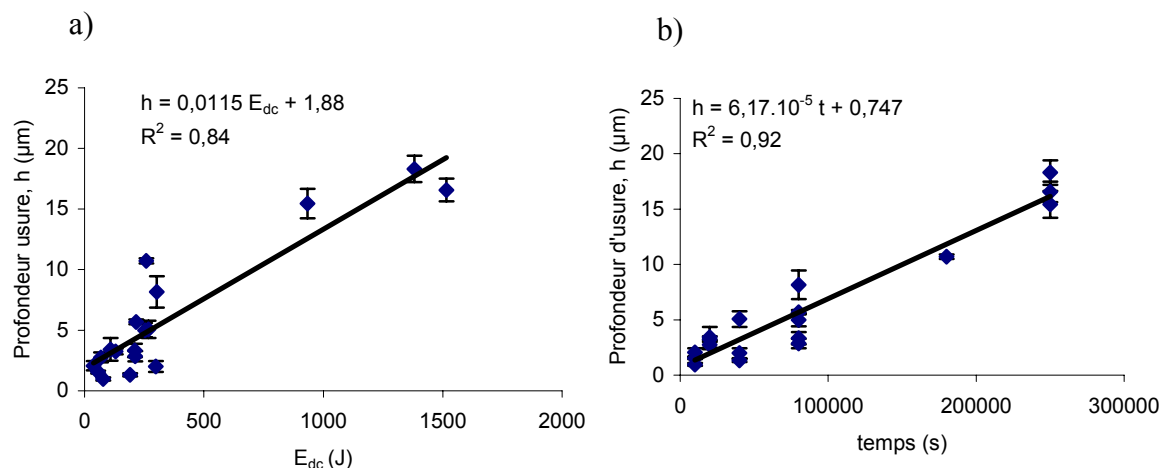 a)
h = 0,0115 E_dc + 1,88
R² = 0,84
Profondeur usure, h (µm)
25
20
15
10
5
0
0 500 1000 1500 2000
E_dc (J)
b)
h = 6,17.10⁻⁵ t + 0,747
R² = 0,92
Profondeur d'usure, h (µm)
25
20
15
10
5
0
0 100000 200000 300000
temps (s)